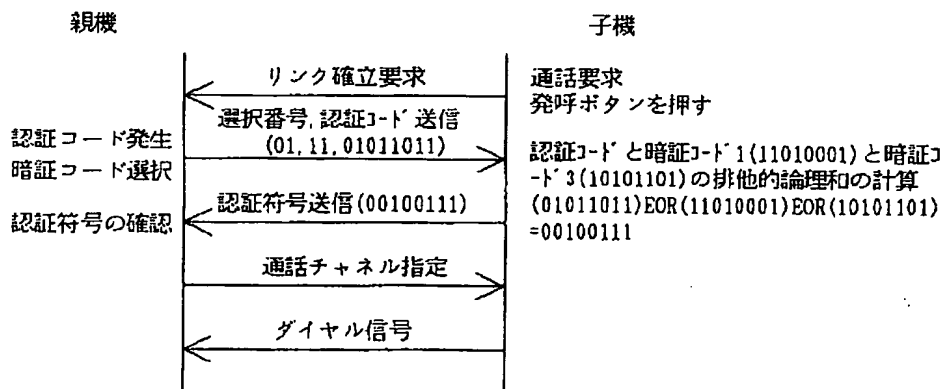 親機
子機
リンク確立要求
通話要求
発呼ボタンを押す
選択番号,認証コード送信
(01,11,01011011)
認証コード発生
暗証コード選択
認証コードと暗証コード1(11010001)と暗証コ
ード3(10101101)の排他的論理和の計算
(01011011)EOR(11010001)EOR(10101101)
=00100111
認証符号送信(00100111)
認証符号の確認
通話チャネル指定
ダイヤル信号